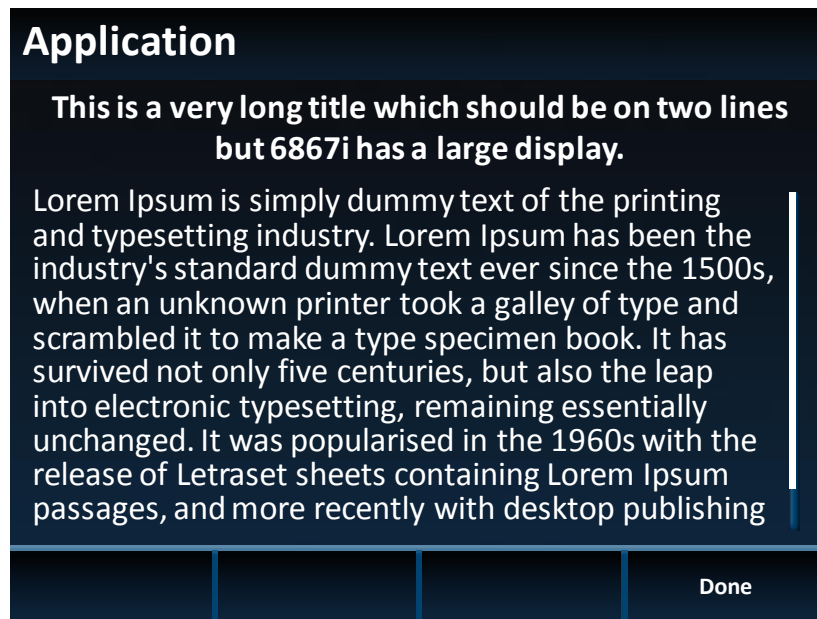 Application
This is a very long title which should be on two lines
but 6867i has a large display.
Lorem Ipsum is simply dummy text of the printing
and typesetting industry. Lorem Ipsum has been the
industry's standard dummy text ever since the 1500s,
when an unknown printer took a galley of type and
scrambled it to make a type specimen book. It has
survived not only five centuries, but also the leap
into electronic typesetting, remaining essentially
unchanged. It was popularised in the 1960s with the
release of Letraset sheets containing Lorem Ipsum
passages, and more recently with desktop publishing
Done